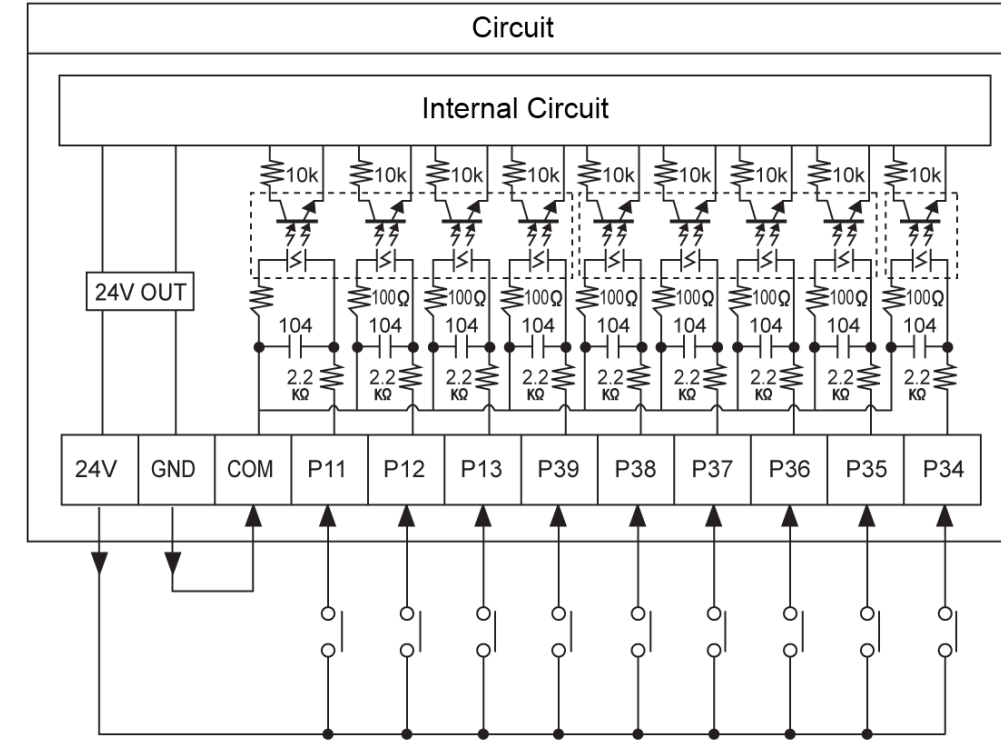 Circuit
Internal Circuit
10k 10k 10k 10k 10k 10k 10k 10k 10k
24V OUT
100Ω 100Ω 100Ω 100Ω 100Ω 100Ω 100Ω 100Ω
104 104 104 104 104 104 104 104 104
2.2 2.2 2.2 2.2 2.2 2.2 2.2 2.2 2.2
KΩ KΩ KΩ KΩ KΩ KΩ KΩ KΩ KΩ
24V GND COM P11 P12 P13 P39 P38 P37 P36 P35 P34